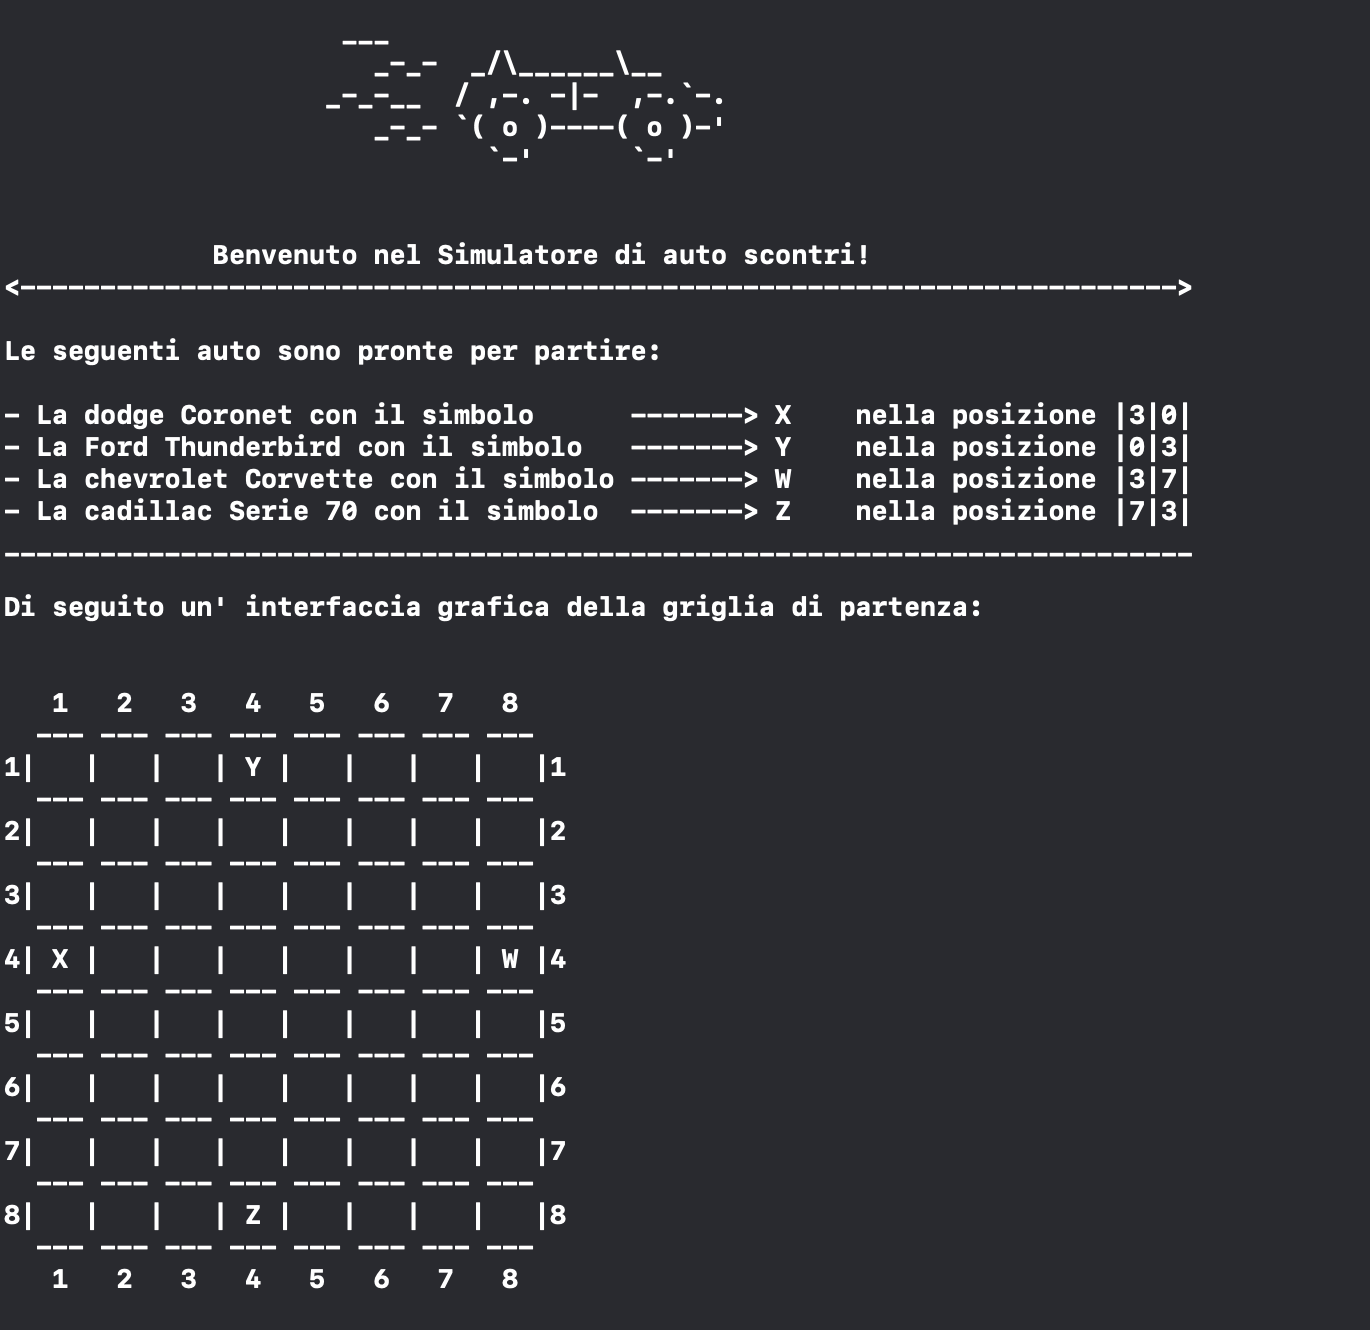 ---
                       _-_-  _/\______\__
                    _-_-__  / ,-. -|-  ,-.`-.
                       _-_- `( o )----( o )-'
                              `-'      `-'
             Benvenuto nel Simulatore di auto scontri!
<------------------------------------------------------------------------>
Le seguenti auto sono pronte per partire:
- La dodge Coronet con il simbolo      -------> X    nella posizione |3|0|
- La Ford Thunderbird con il simbolo   -------> Y    nella posizione |0|3|
- La chevrolet Corvette con il simbolo -------> W    nella posizione |3|7|
- La cadillac Serie 70 con il simbolo  -------> Z    nella posizione |7|3|
--------------------------------------------------------------------------
Di seguito un' interfaccia grafica della griglia di partenza:
   1   2   3   4   5   6   7   8
  --- --- --- --- --- --- --- ---
1|   |   |   | Y |   |   |   |   |1
  --- --- --- --- --- --- --- ---
2|   |   |   |   |   |   |   |   |2
  --- --- --- --- --- --- --- ---
3|   |   |   |   |   |   |   |   |3
  --- --- --- --- --- --- --- ---
4| X |   |   |   |   |   |   | W |4
  --- --- --- --- --- --- --- ---
5|   |   |   |   |   |   |   |   |5
  --- --- --- --- --- --- --- ---
6|   |   |   |   |   |   |   |   |6
  --- --- --- --- --- --- --- ---
7|   |   |   |   |   |   |   |   |7
  --- --- --- --- --- --- --- ---
8|   |   |   | Z |   |   |   |   |8
  --- --- --- --- --- --- --- ---
   1   2   3   4   5   6   7   8